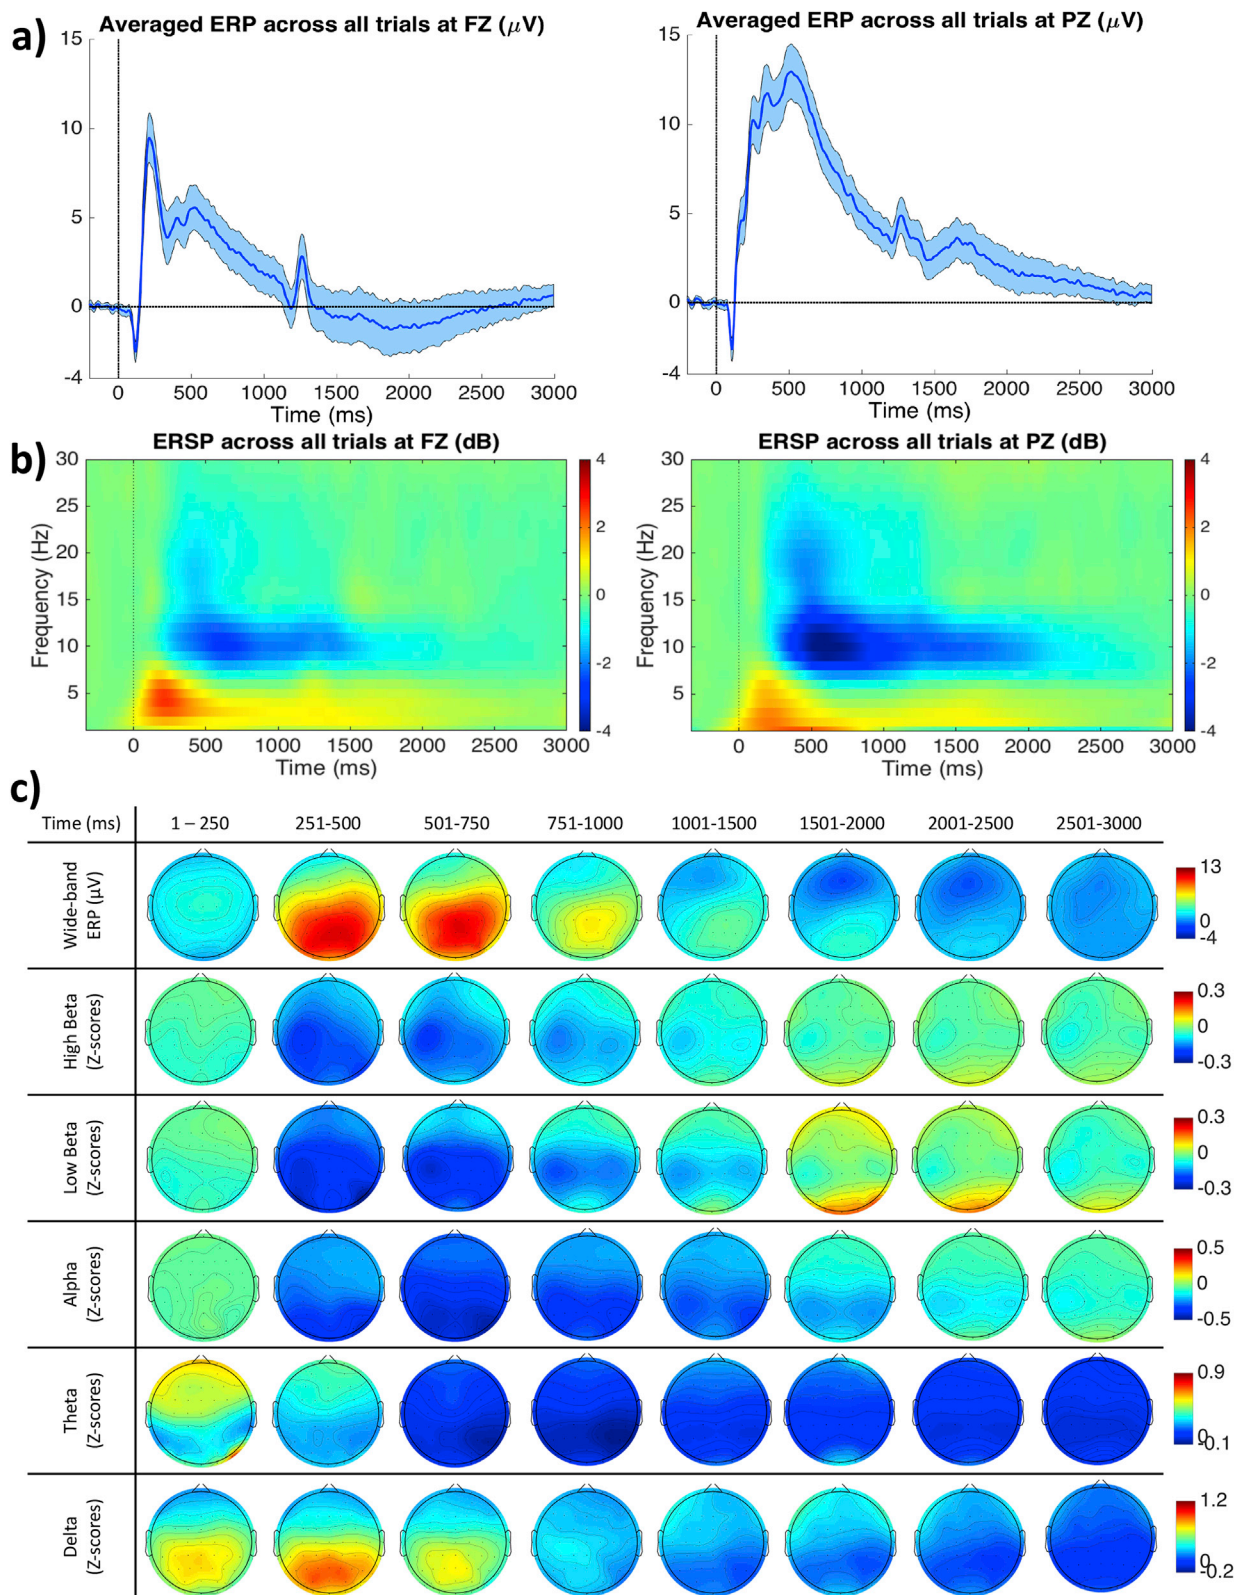 a)
Averaged ERP across all trials at FZ (μV)
15
10
5
0
-4
0 500 1000 1500 2000 2500 3000
Time (ms)
Averaged ERP across all trials at PZ (μV)
15
10
5
0
-4
0 500 1000 1500 2000 2500 3000
Time (ms)
b)
ERSP across all trials at FZ (dB)
Frequency (Hz)
30
25
20
15
10
5
0 500 1000 1500 2000 2500 3000
Time (ms)
4
2
0
-2
-4
ERSP across all trials at PZ (dB)
Frequency (Hz)
30
25
20
15
10
5
0 500 1000 1500 2000 2500 3000
Time (ms)
4
2
0
-2
-4
c)
Time (ms) 1 – 250 251-500 501-750 751-1000 1001-1500 1501-2000 2001-2500 2501-3000
Wide-band
ERP (μV)
13
0
-4
High Beta
(Z-scores)
0.3
0
-0.3
Low Beta
(Z-scores)
0.3
0
-0.3
Alpha
(Z-scores)
0.5
0
-0.5
Theta
(Z-scores)
0.9
0
-0.1
Delta
(Z-scores)
1.2
0
-0.2